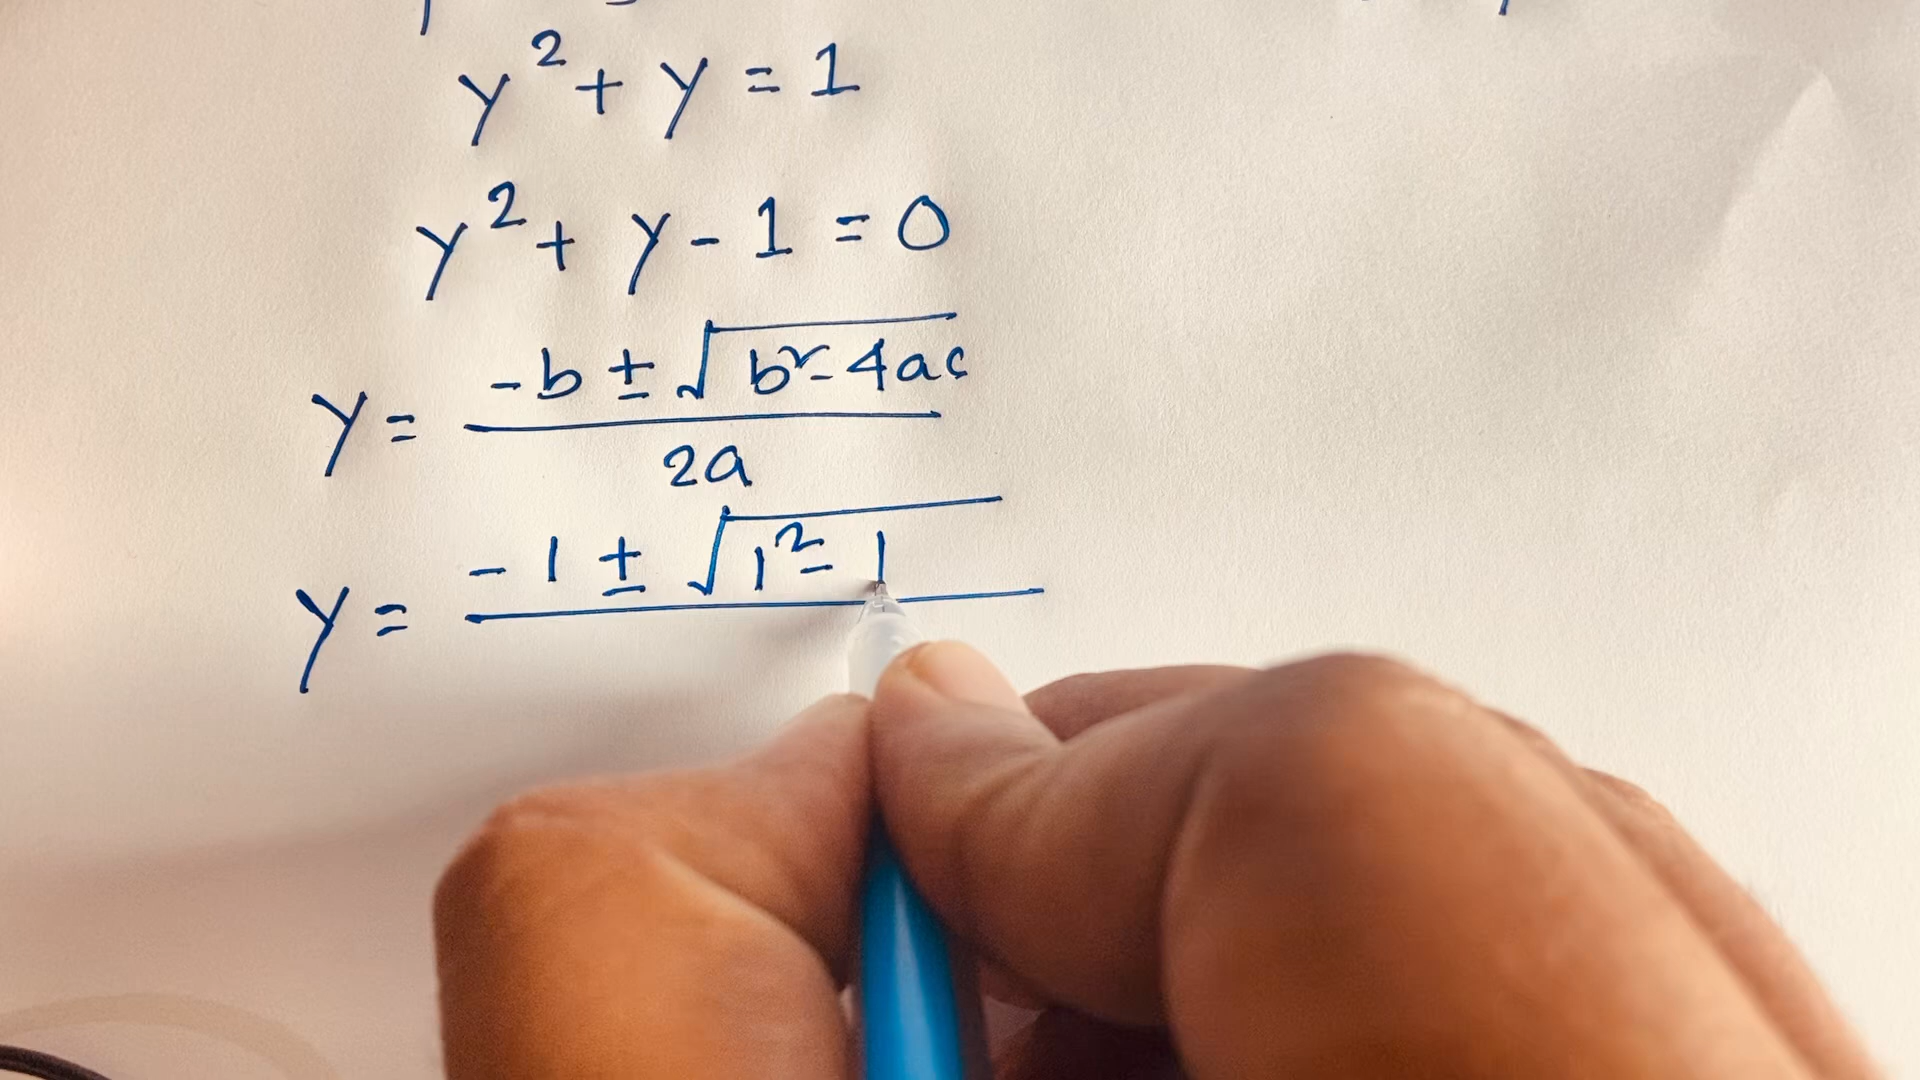 y² + y = 1
y² + y - 1 = 0
y = (-b ± √(b² - 4ac)) / 2a
y = -1 ± √(1² - 1